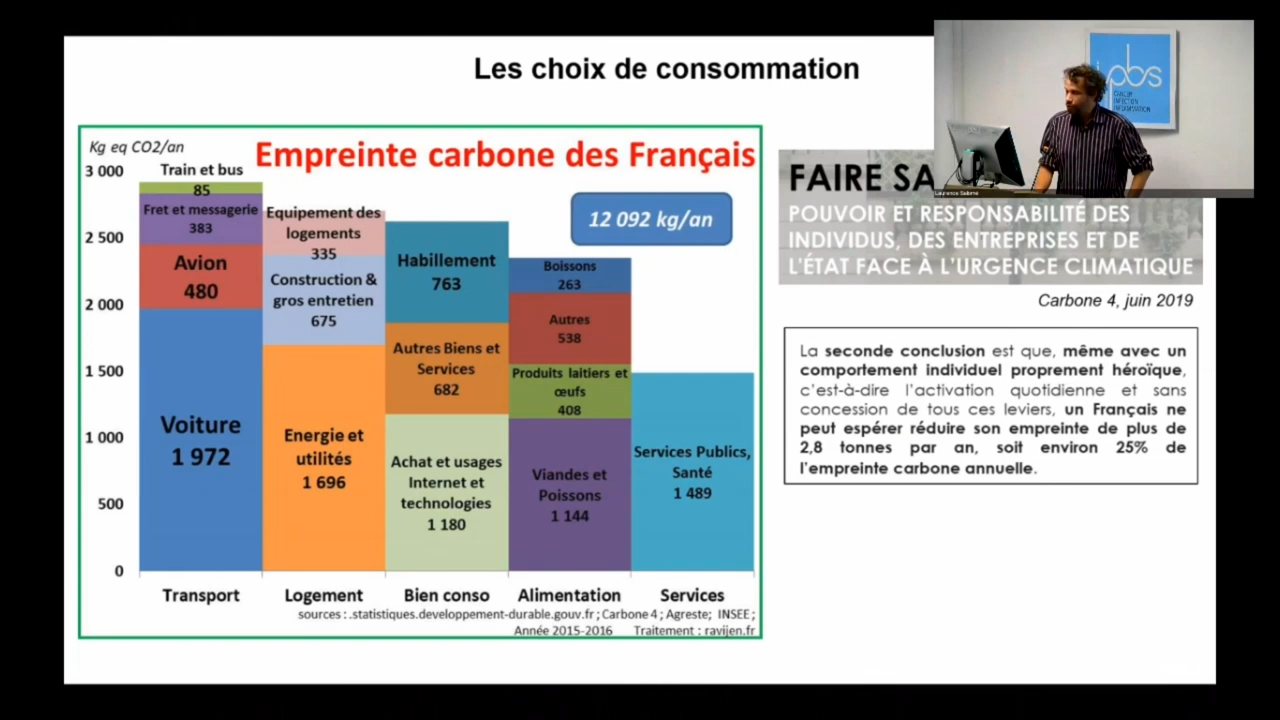 Les choix de consommation
Kg eq CO2/an
Empreinte carbone des Français
12 092 kg/an
3 000
2 500
2 000
1 500
1 000
500
0
Train et bus
85
Fret et messagerie
383
Avion
480
Voiture
1 972
Equipement des
logements
335
Construction &
gros entretien
675
Energie et
utilités
1 696
Habillement
763
Autres Biens et
Services
682
Achat et usages
Internet et
technologies
1 180
Boissons
263
Autres
538
Produits laitiers et
œufs
408
Viandes et
Poissons
1 144
Services Publics,
Santé
1 489
Transport
Logement
Bien conso
Alimentation
Services
sources : .statistiques.developpement-durable.gouv.fr ; Carbone 4 ; Agreste; INSEE ;
Année 2015-2016 Traitement : ravijen.fr
FAIRE SA
POUVOIR ET RESPONSABILITÉ DES
INDIVIDUS, DES ENTREPRISES ET DE
L'ÉTAT FACE À L'URGENCE CLIMATIQUE
Carbone 4, juin 2019
La seconde conclusion est que, même avec un
comportement individuel proprement héroïque,
c'est-à-dire l'activation quotidienne et sans
concession de tous ces leviers, un Français ne
peut espérer réduire son empreinte de plus de
2,8 tonnes par an, soit environ 25% de
l'empreinte carbone annuelle.
ipbs
CANCER
INFECTION
INFLAMMATION